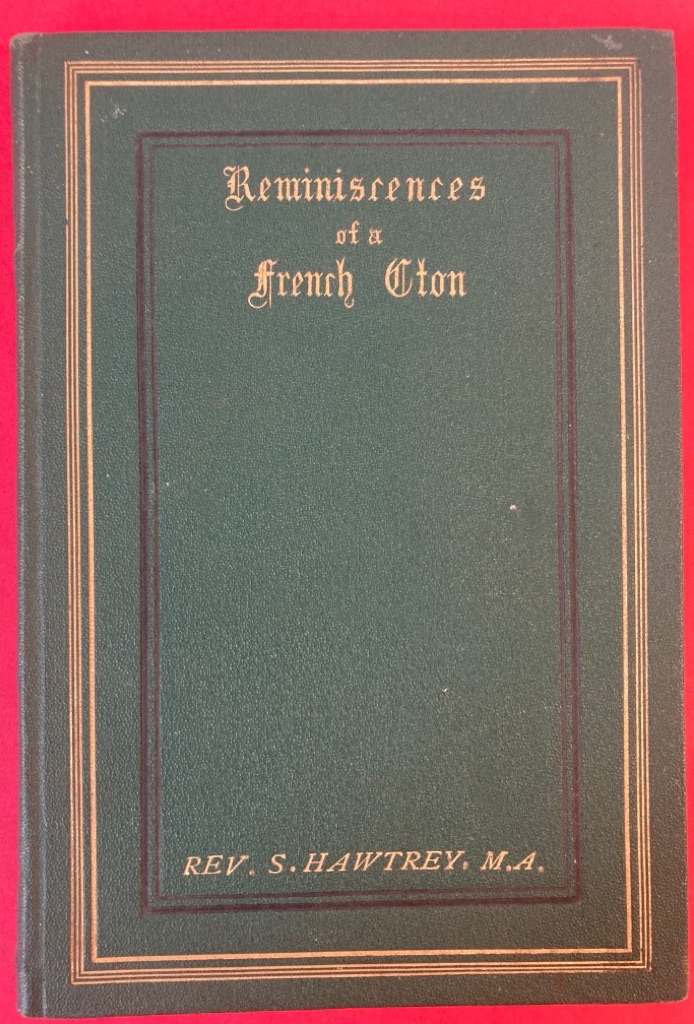 Reminiscences
of a
French Eton
REV. S. HAWTREY. M.A.